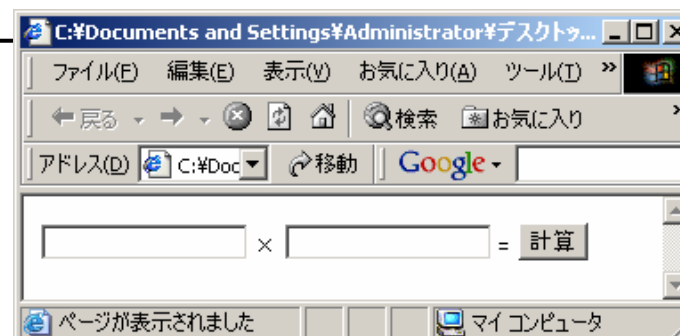 C:¥Documents and Settings¥Administrator¥デスクトッ...
ファイル(F) 編集(E) 表示(V) お気に入り(A) ツール(T) »
戻る 検索 お気に入り »
アドレス(D) C:¥Doc 移動 Google
× = 計算
ページが表示されました マイ コンピュータ